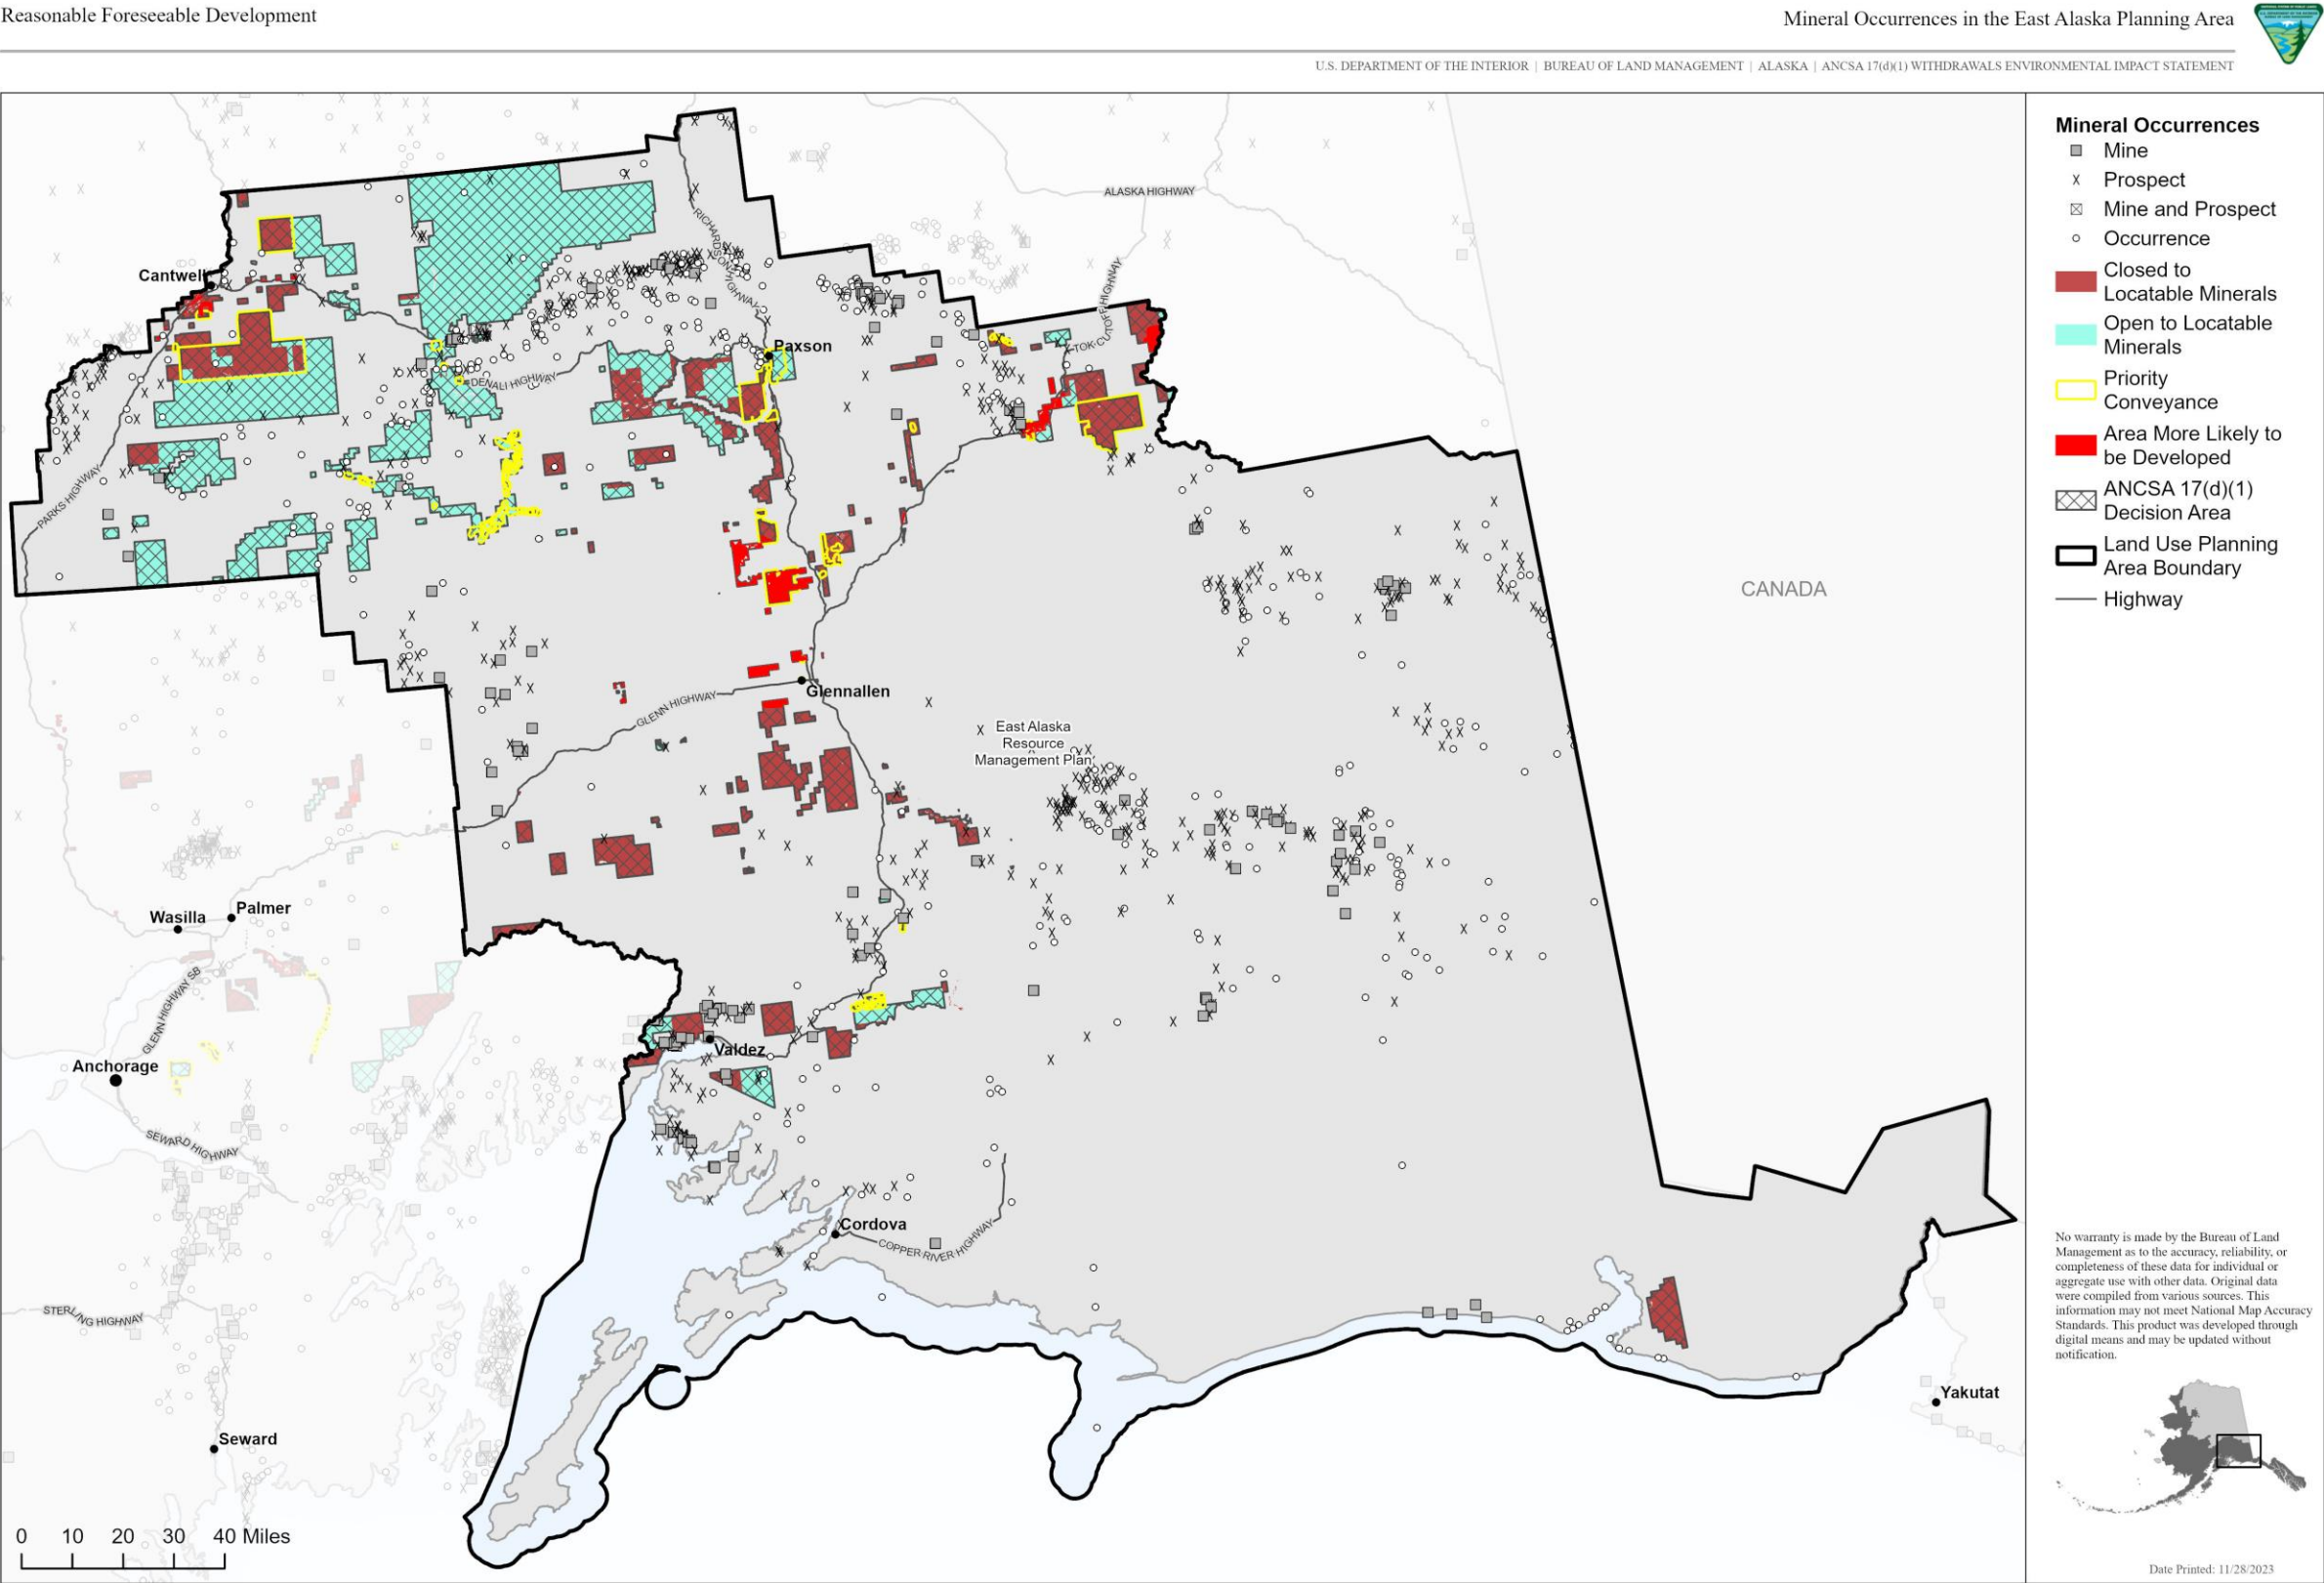 Reasonable Foreseeable Development
Mineral Occurrences in the East Alaska Planning Area
U.S. DEPARTMENT OF THE INTERIOR | BUREAU OF LAND MANAGEMENT | ALASKA | ANCSA 17(d)(1) WITHDRAWALS ENVIRONMENTAL IMPACT STATEMENT
ALASKA HIGHWAY
RICHARDSON HIGHWAY
Cantwell
TOK CUTOFF HIGHWAY
Paxson
DENALI HIGHWAY
PARKS HIGHWAY
CANADA
Glennallen
GLENN HIGHWAY
East Alaska
Resource
Management Plan
Wasilla
Palmer
GLENN HIGHWAY SB
Anchorage
Valdez
SEWARD HIGHWAY
Cordova
COPPER RIVER HIGHWAY
STERLING HIGHWAY
Yakutat
Seward
0 10 20 30 40 Miles
Mineral Occurrences
Mine
Prospect
Mine and Prospect
Occurrence
Closed to
Locatable Minerals
Open to Locatable
Minerals
Priority
Conveyance
Area More Likely to
be Developed
ANCSA 17(d)(1)
Decision Area
Land Use Planning
Area Boundary
Highway
No warranty is made by the Bureau of Land
Management as to the accuracy, reliability, or
completeness of these data for individual or
aggregate use with other data. Original data
were compiled from various sources. This
information may not meet National Map Accuracy
Standards. This product was developed through
digital means and may be updated without
notification.
Date Printed: 11/28/2023